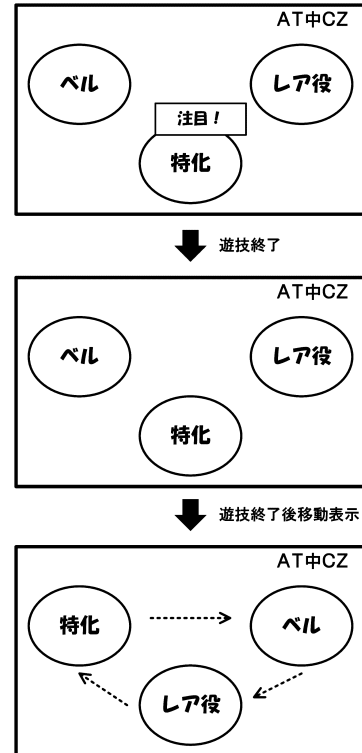 AT中CZ
ベル
レア役
注目！
特化
遊技終了
AT中CZ
ベル
レア役
特化
遊技終了後移動表示
AT中CZ
特化
ベル
レア役